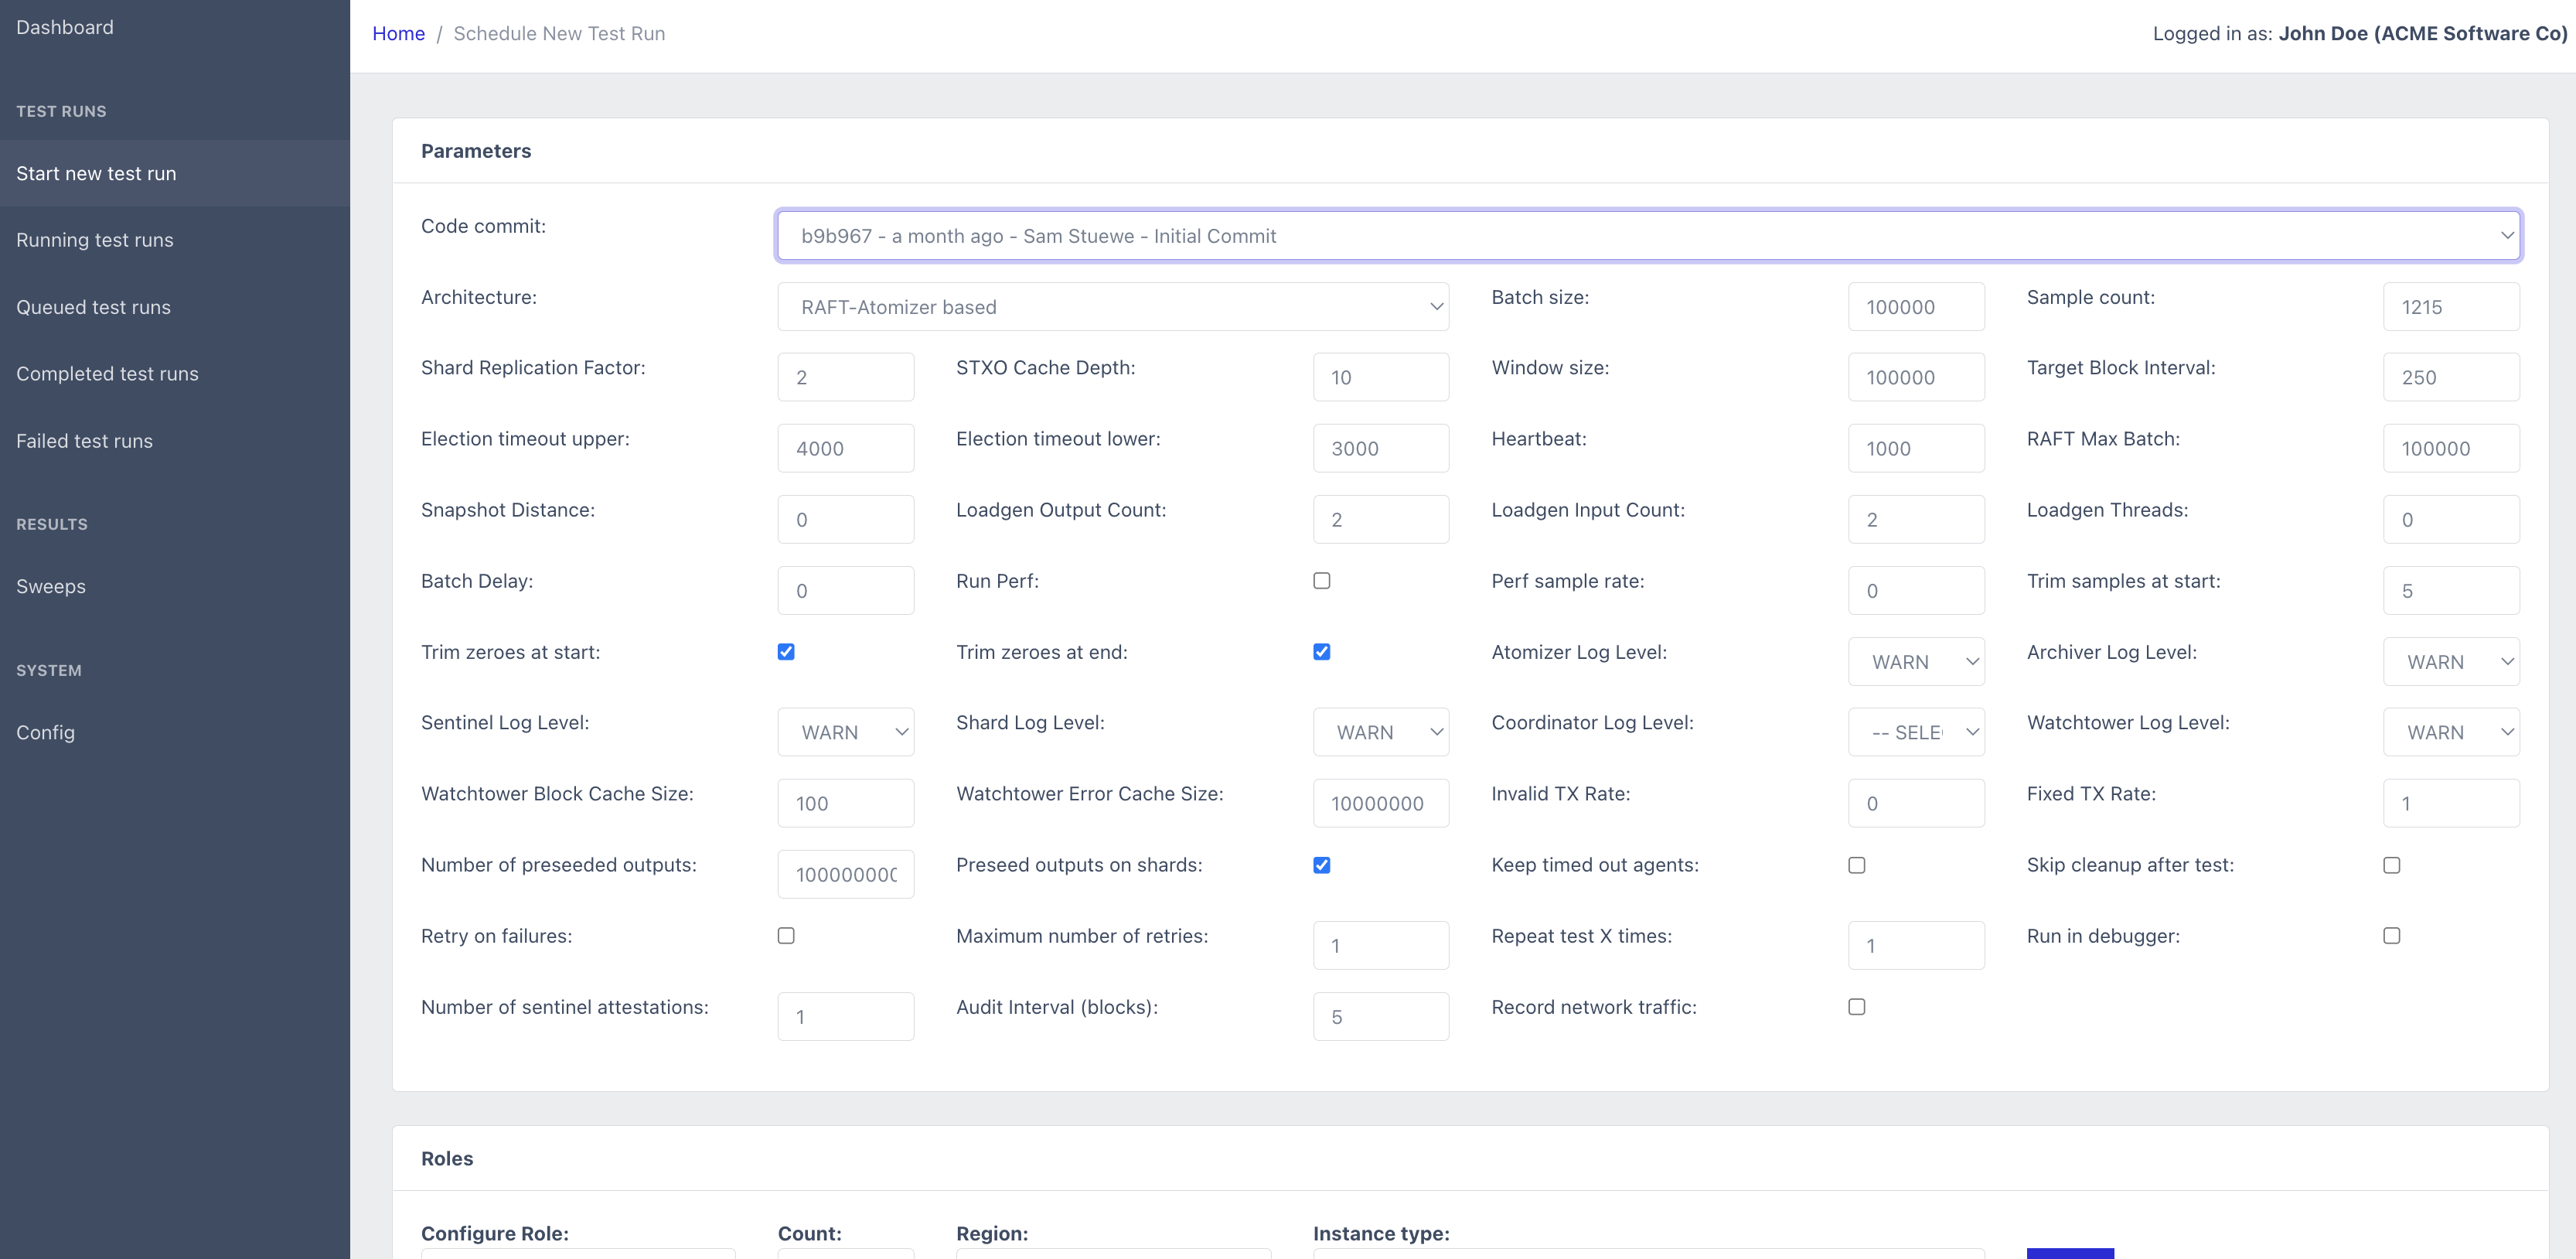 Dashboard
TEST RUNS
Start new test run
Running test runs
Queued test runs
Completed test runs
Failed test runs
RESULTS
Sweeps
SYSTEM
Config
Home / Schedule New Test Run
Logged in as: John Doe (ACME Software Co)
Parameters
Code commit: b9b967 - a month ago - Sam Stuewe - Initial Commit
Architecture: RAFT-Atomizer based Batch size: 100000 Sample count: 1215
Shard Replication Factor: 2 STXO Cache Depth: 10 Window size: 100000 Target Block Interval: 250
Election timeout upper: 4000 Election timeout lower: 3000 Heartbeat: 1000 RAFT Max Batch: 100000
Snapshot Distance: 0 Loadgen Output Count: 2 Loadgen Input Count: 2 Loadgen Threads: 0
Batch Delay: 0 Run Perf: Perf sample rate: 0 Trim samples at start: 5
Trim zeroes at start: Trim zeroes at end: Atomizer Log Level: WARN Archiver Log Level: WARN
Sentinel Log Level: WARN Shard Log Level: WARN Coordinator Log Level: -- SELE Watchtower Log Level: WARN
Watchtower Block Cache Size: 100 Watchtower Error Cache Size: 10000000 Invalid TX Rate: 0 Fixed TX Rate: 1
Number of preseeded outputs: 100000000 Preseed outputs on shards: Keep timed out agents: Skip cleanup after test:
Retry on failures: Maximum number of retries: 1 Repeat test X times: 1 Run in debugger:
Number of sentinel attestations: 1 Audit Interval (blocks): 5 Record network traffic:
Roles
Configure Role: Count: Region: Instance type: